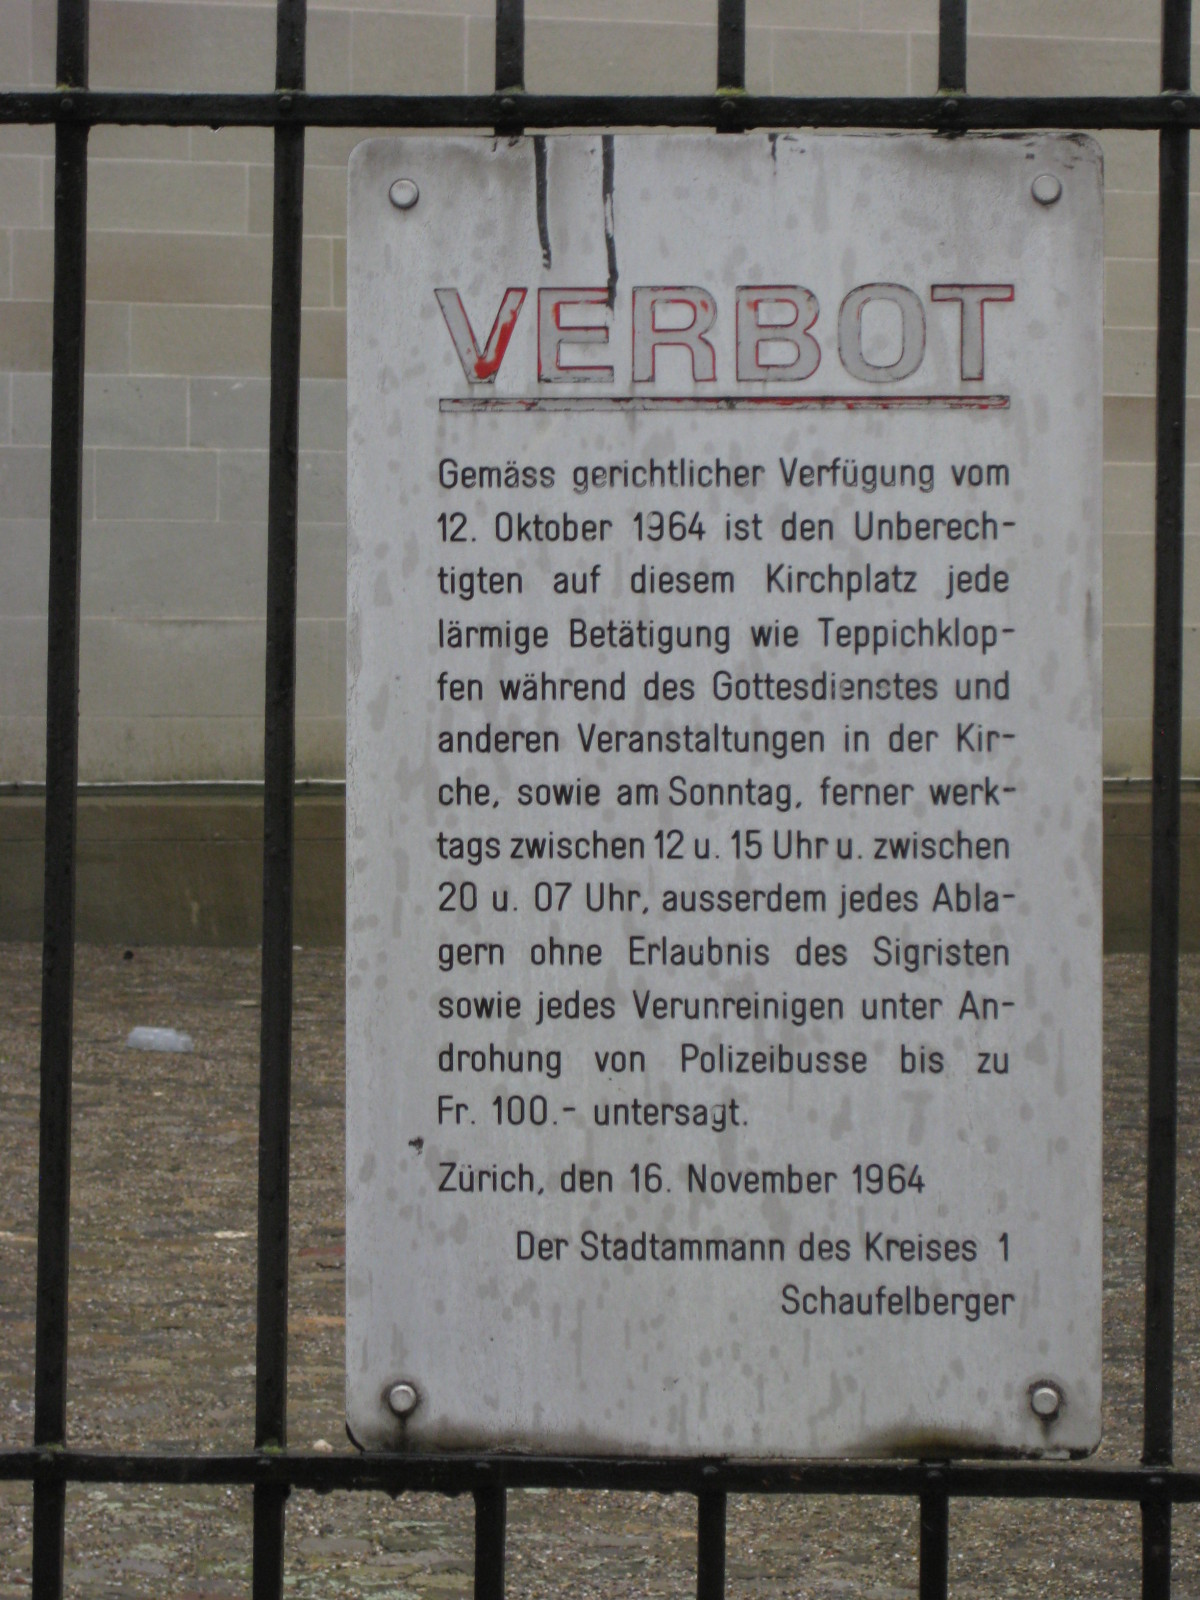 VERBOT
Gemäss gerichtlicher Verfügung vom
12. Oktober 1964 ist den Unberech-
tigten auf diesem Kirchplatz jede
lärmige Betätigung wie Teppichklop-
fen während des Gottesdienstes und
anderen Veranstaltungen in der Kir-
che, sowie am Sonntag, ferner werk-
tags zwischen 12 u. 15 Uhr u. zwischen
20 u. 07 Uhr, ausserdem jedes Abla-
gern ohne Erlaubnis des Sigristen
sowie jedes Verunreinigen unter An-
drohung von Polizeibusse bis zu
Fr. 100.- untersagt.
Zürich, den 16. November 1964
Der Stadtammann des Kreises 1
Schaufelberger